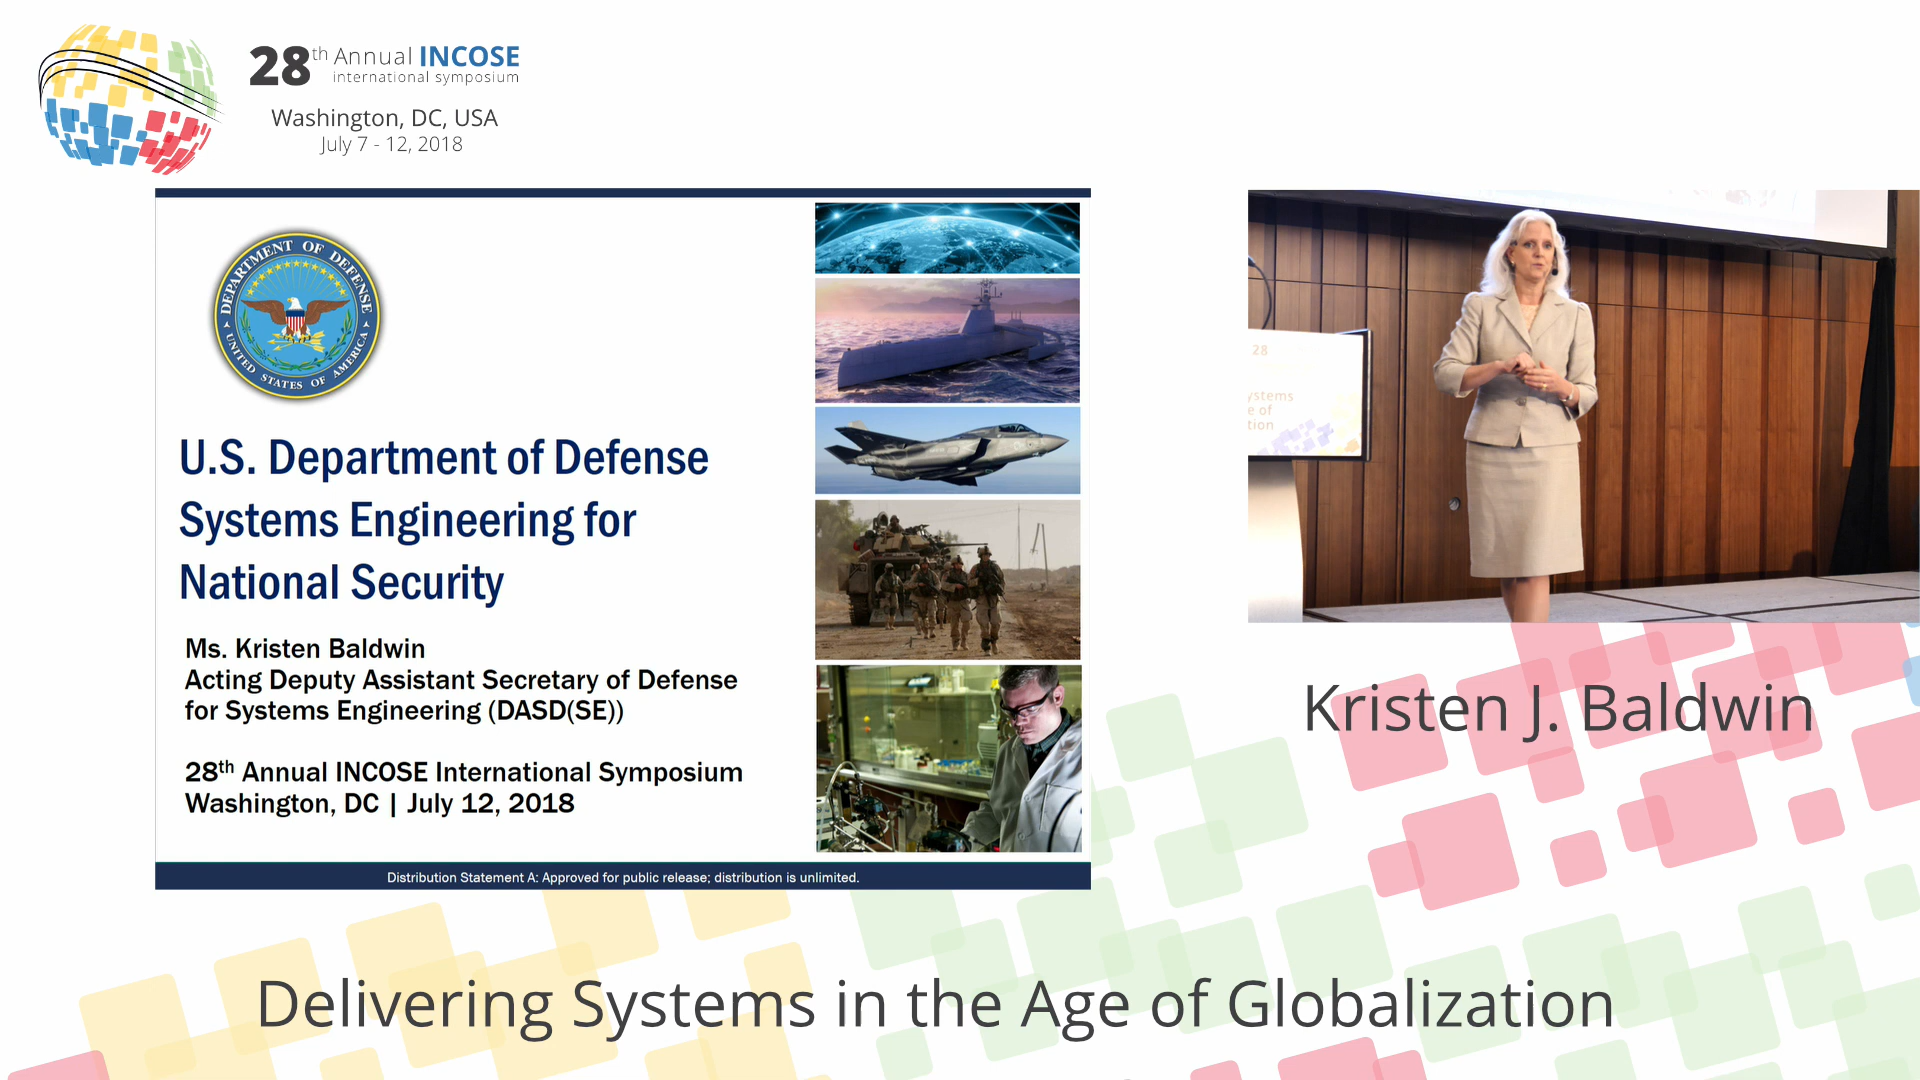 28th Annual INCOSE
international symposium
Washington, DC, USA
July 7 - 12, 2018
DEPARTMENT OF DEFENSE
UNITED STATES OF AMERICA
U.S. Department of Defense
Systems Engineering for
National Security
Ms. Kristen Baldwin
Acting Deputy Assistant Secretary of Defense
for Systems Engineering (DASD(SE))
28th Annual INCOSE International Symposium
Washington, DC | July 12, 2018
Distribution Statement A: Approved for public release; distribution is unlimited.
28
ystems
e of
tion
Kristen J. Baldwin
Delivering Systems in the Age of Globalization